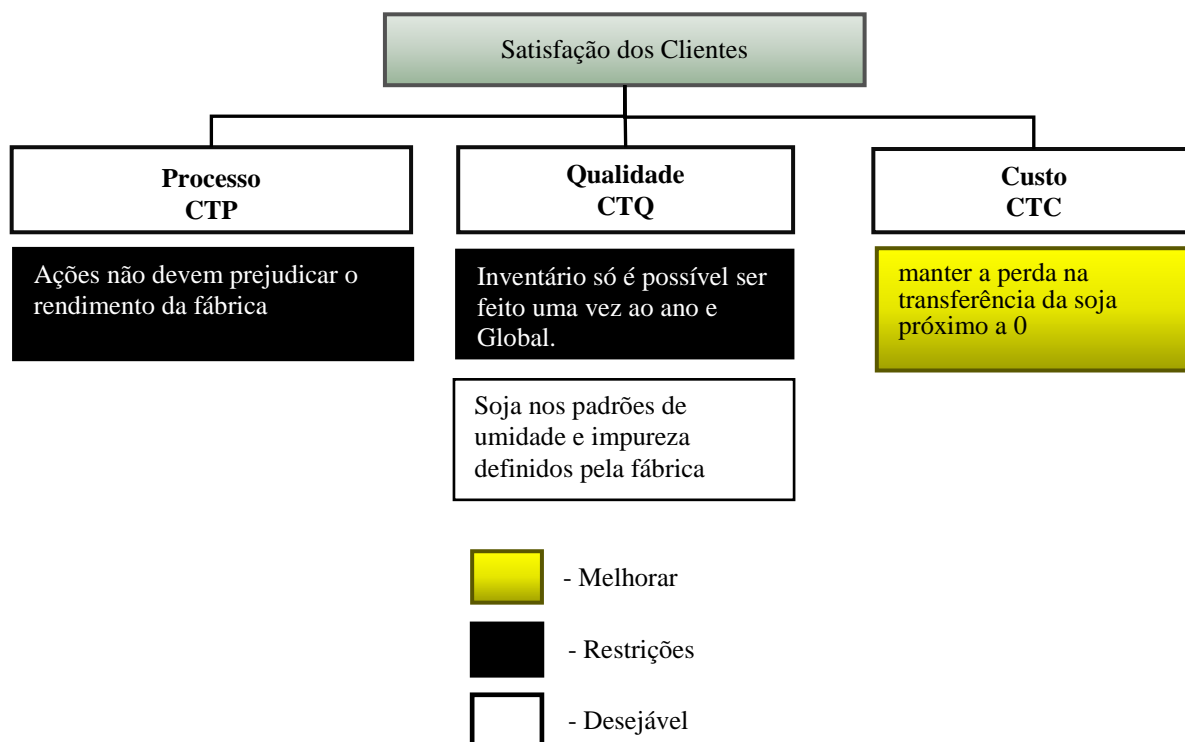 Satisfação dos Clientes
Processo
CTP
Qualidade
CTQ
Custo
CTC
Ações não devem prejudicar o
rendimento da fábrica
Inventário só é possível ser
feito uma vez ao ano e
Global.
manter a perda na
transferência da soja
próximo a 0
Soja nos padrões de
umidade e impureza
definidos pela fábrica
- Melhorar
- Restrições
- Desejável